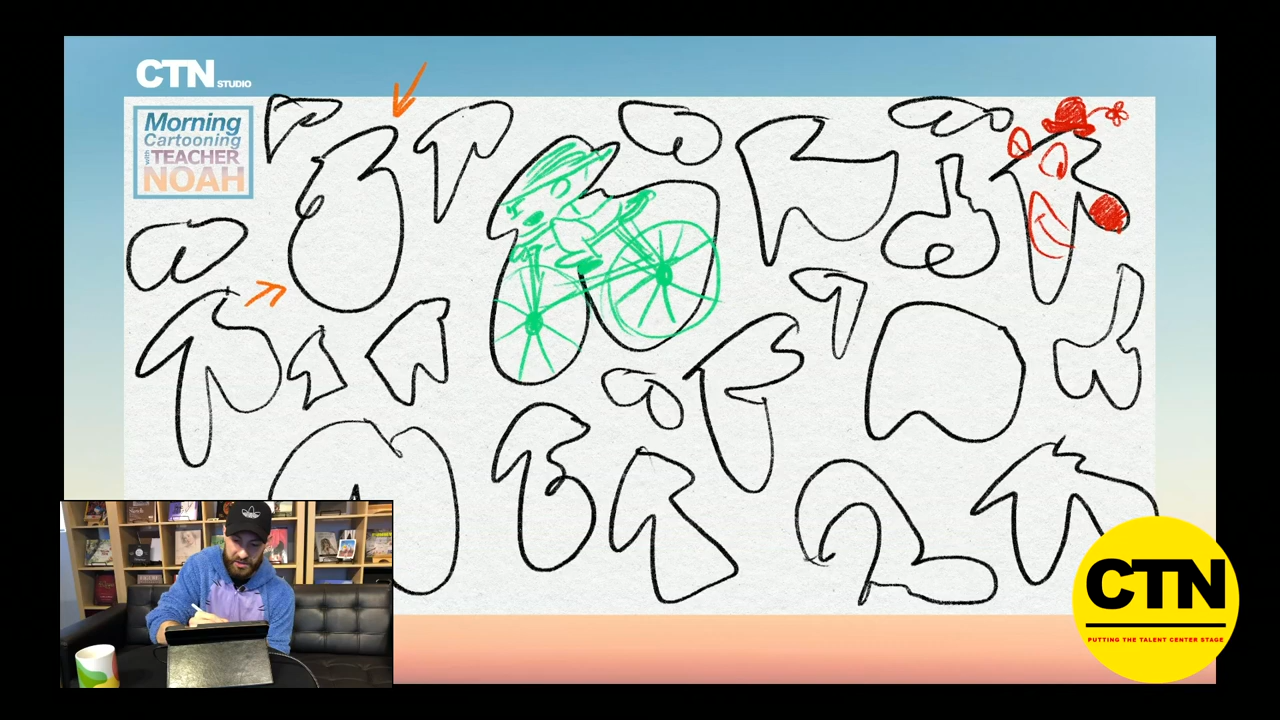 CTN STUDIO
Morning
Cartooning
with TEACHER
NOAH
CTN
PUTTING THE TALENT CENTER STAGE